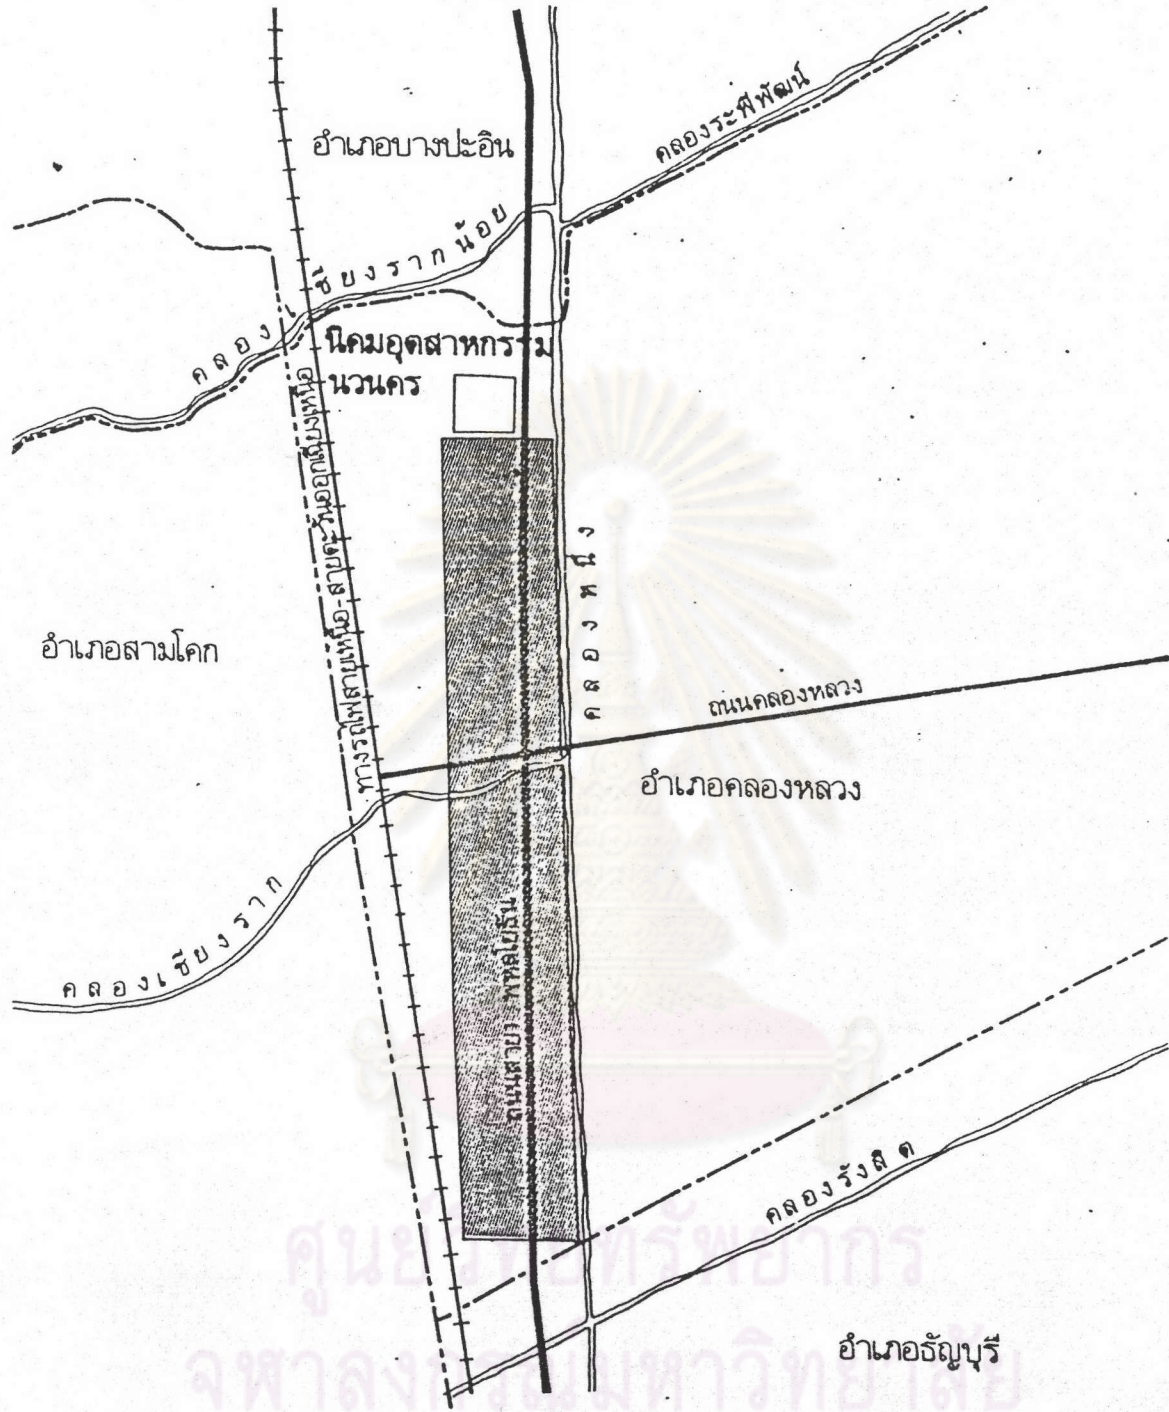 อำเภอบางปะอิน
คลองระพีพัฒน์
คลองเชียงรากน้อย
นิคมอุตสาหกรรม
นวนคร
ทางรถไฟสายเหนือ-สายตะวันออกเฉียงเหนือ
คลองหนึ่ง
อำเภอสามโคก
ถนนคลองหลวง
อำเภอคลองหลวง
ถนนสาย 1 พหลโยธิน
คลองเชียงราก
คลองรังสิต
ศูนย์วิทยทรัพยากร
อำเภอธัญบุรี
จุฬาลงกรณ์มหาวิทยาลัย